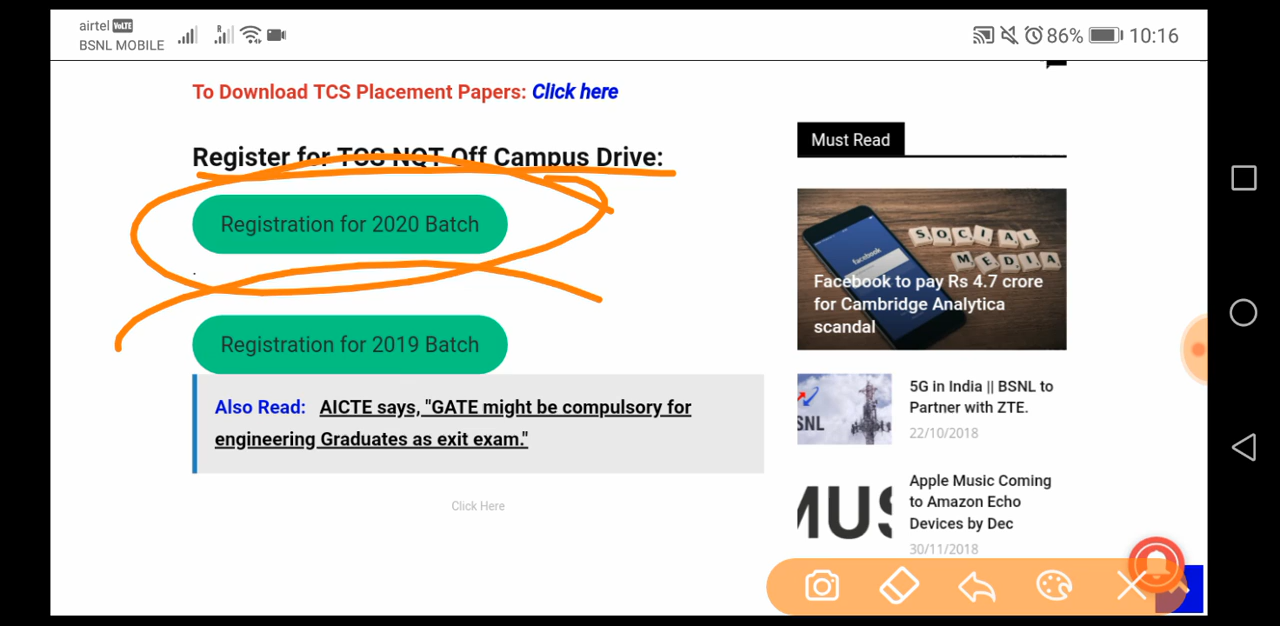 airtel VoLTE
BSNL MOBILE
R
86% 10:16
To Download TCS Placement Papers: Click here
Register for TCS NQT Off Campus Drive:
Registration for 2020 Batch
.
Registration for 2019 Batch
Also Read: AICTE says, "GATE might be compulsory for
engineering Graduates as exit exam."
Click Here
Must Read
SOCIAL
MEDIA
facebook
Facebook to pay Rs 4.7 crore
for Cambridge Analytica
scandal
SNL
5G in India || BSNL to
Partner with ZTE.
22/10/2018
MUS
Apple Music Coming
to Amazon Echo
Devices by Dec
30/11/2018